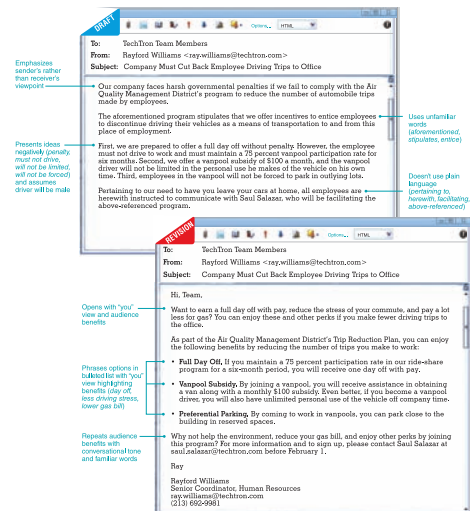 DRAFT
Options...
HTML
To: TechTron Team Members
From: Rayford Williams <ray.williams@techtron.com>
Subject: Company Must Cut Back Employee Driving Trips to Office
Emphasizes
sender's rather
than receiver's
viewpoint
Our company faces harsh governmental penalties if we fail to comply with the Air
Quality Management District's program to reduce the number of automobile trips
made by employees.
The aforementioned program stipulates that we offer incentives to entice employees
to discontinue driving their vehicles as a means of transportation to and from this
place of employment.
Uses unfamiliar
words
(aforementioned,
stipulates, entice)
Presents ideas
negatively (penalty,
must not drive,
will not be limited,
will not be forced)
and assumes
driver will be male
First, we are prepared to offer a full day off without penalty. However, the employee
must not drive to work and must maintain a 75 percent vanpool participation rate for
six months. Second, we offer a vanpool subsidy of $100 a month, and the vanpool
driver will not be limited in the personal use he makes of the vehicle on his own
time. Third, employees in the vanpool will not be forced to park in outlying lots.
Pertaining to our need to have you leave your cars at home, all employees are
herewith instructed to communicate with Saul Salazar, who will be facilitating the
above-referenced program.
Doesn't use plain
language
(pertaining to,
herewith, facilitating,
above-referenced)
REVISION
Options...
HTML
To: TechTron Team Members
From: Rayford Williams <ray.williams@techtron.com>
Subject: Company Must Cut Back Employee Driving Trips to Office
Hi, Team,
Opens with "you"
view and audience
benefits
Want to earn a full day off with pay, reduce the stress of your commute, and pay a lot
less for gas? You can enjoy these and other perks if you make fewer driving trips to
the office.
As part of the Air Quality Management District's Trip Reduction Plan, you can enjoy
the following benefits by reducing the number of trips you make to work:
Phrases options in
bulleted list with "you"
view highlighting
benefits (day off,
less driving stress,
lower gas bill)
• Full Day Off. If you maintain a 75 percent participation rate in our ride-share
program for a six-month period, you will receive one day off with pay.
• Vanpool Subsidy. By joining a vanpool, you will receive assistance in obtaining
a van along with a monthly $100 subsidy. Even better, if you become a vanpool
driver, you will also have unlimited personal use of the vehicle off company time.
• Preferential Parking. By coming to work in vanpools, you can park close to the
building in reserved spaces.
Repeats audience
benefits with
conversational tone
and familiar words
Why not help the environment, reduce your gas bill, and enjoy other perks by joining
this program? For more information and to sign up, please contact Saul Salazar at
saul.salazar@techtron.com before February 1.
Ray
Rayford Williams
Senior Coordinator, Human Resources
ray.williams@techtron.com
(213) 692-9981